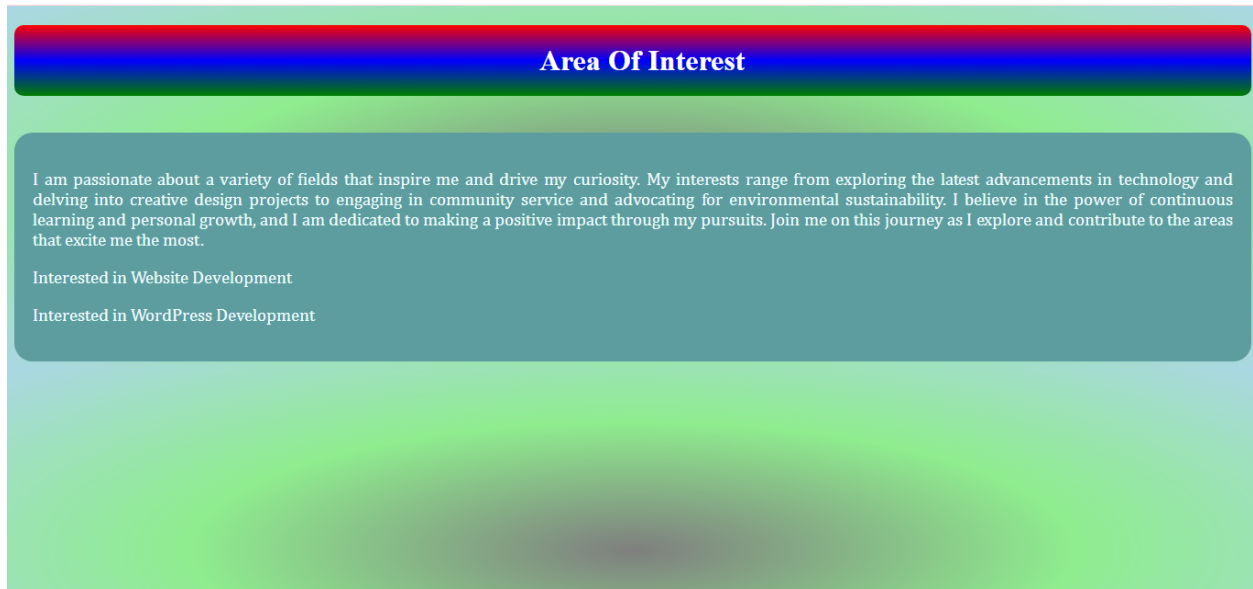 Area Of Interest
I am passionate about a variety of fields that inspire me and drive my curiosity. My interests range from exploring the latest advancements in technology and
delving into creative design projects to engaging in community service and advocating for environmental sustainability. I believe in the power of continuous
learning and personal growth, and I am dedicated to making a positive impact through my pursuits. Join me on this journey as I explore and contribute to the areas
that excite me the most.
Interested in Website Development
Interested in WordPress Development